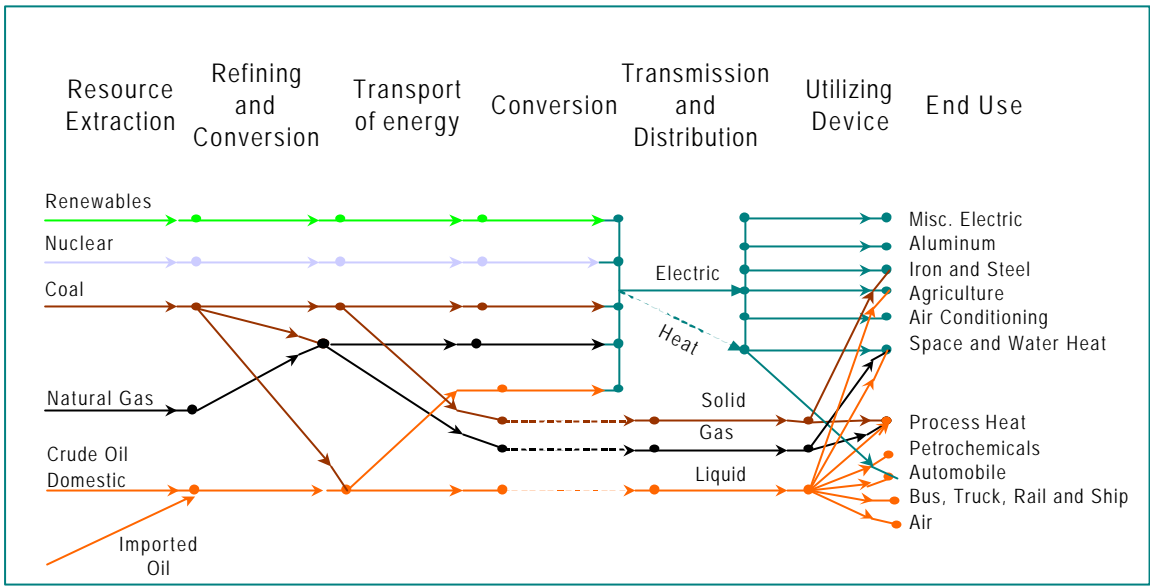 Resource
Extraction
Refining
and
Conversion
Transport
of energy
Conversion
Transmission
and
Distribution
Utilizing
Device
End Use
Renewables
Nuclear
Coal
Natural Gas
Crude Oil
Domestic
Imported
Oil
Electric
Heat
Solid
Gas
Liquid
Misc. Electric
Aluminum
Iron and Steel
Agriculture
Air Conditioning
Space and Water Heat
Process Heat
Petrochemicals
Automobile
Bus, Truck, Rail and Ship
Air